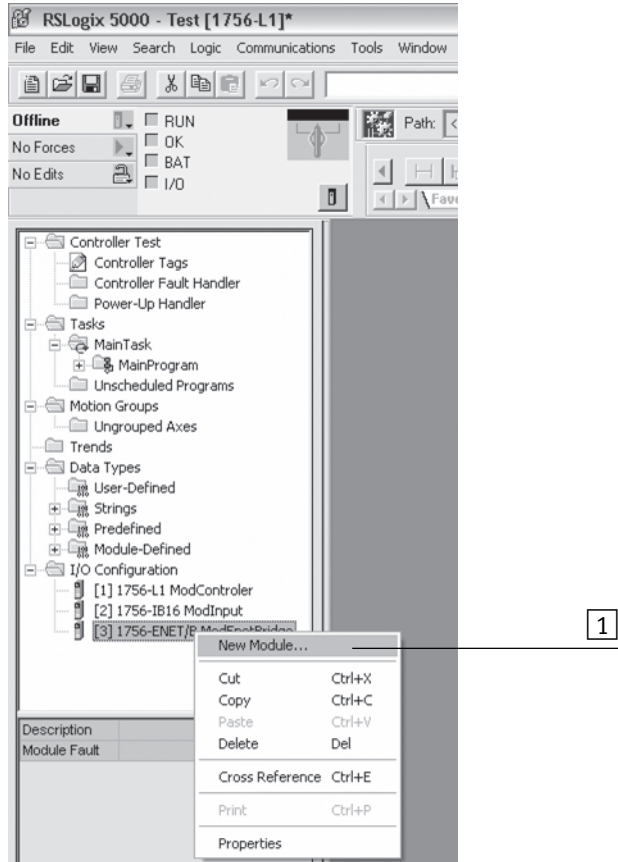 RSLogix 5000 - Test [1756-L1]*
File Edit View Search Logic Communications Tools Window
Offline
RUN
No Forces
OK
BAT
No Edits
I/O
Path: <
Controller Test
Controller Tags
Controller Fault Handler
Power-Up Handler
Tasks
MainTask
MainProgram
Unscheduled Programs
Motion Groups
Ungrouped Axes
Trends
Data Types
User-Defined
Strings
Predefined
Module-Defined
I/O Configuration
[1] 1756-L1 ModControler
[2] 1756-IB16 ModInput
[3] 1756-ENET/B ModEnetBridge
New Module...
1
Cut Ctrl+X
Copy Ctrl+C
Paste Ctrl+V
Delete Del
Cross Reference Ctrl+E
Print Ctrl+P
Properties
Description
Module Fault